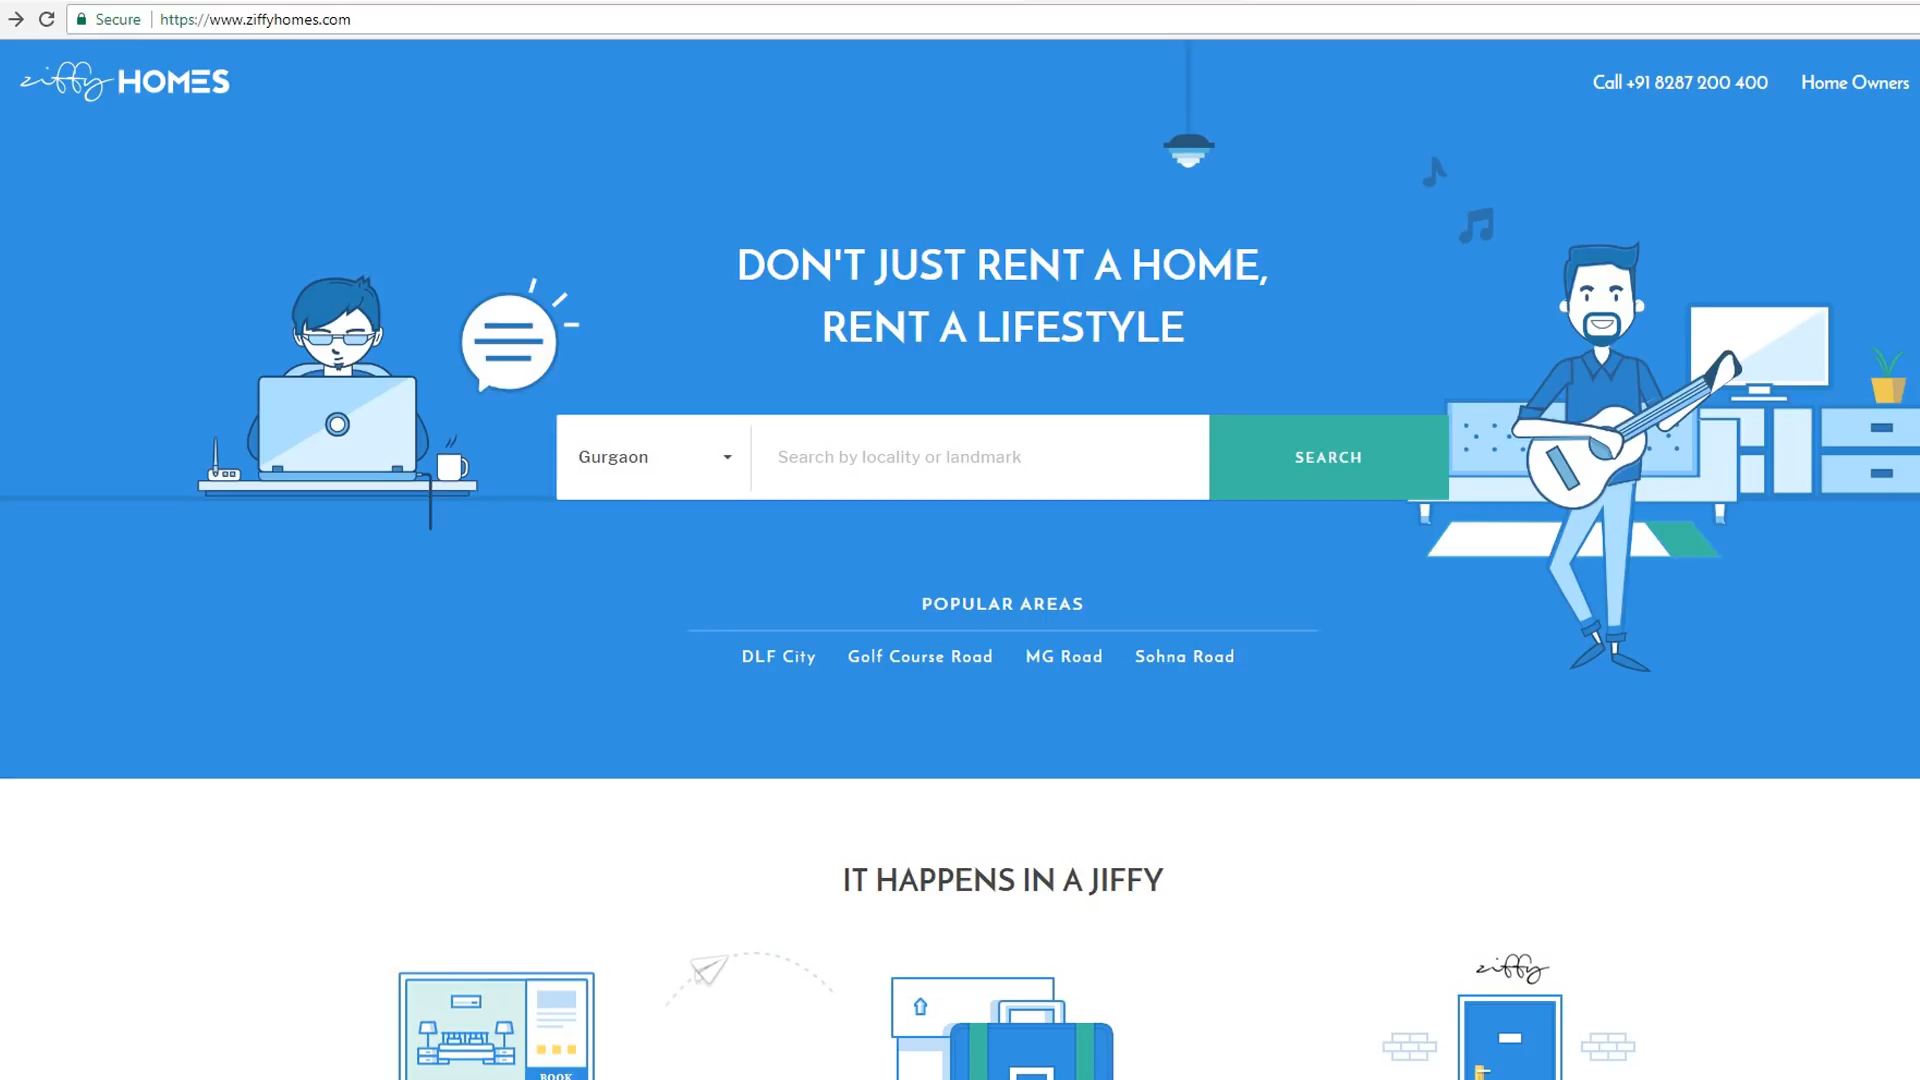 Secure https://www.ziffyhomes.com
ziffy HOMES
Call +91 8287 200 400 Home Owners
DON'T JUST RENT A HOME,
RENT A LIFESTYLE
Gurgaon Search by locality or landmark SEARCH
POPULAR AREAS
DLF City Golf Course Road MG Road Sohna Road
IT HAPPENS IN A JIFFY
ziffy
BOOK